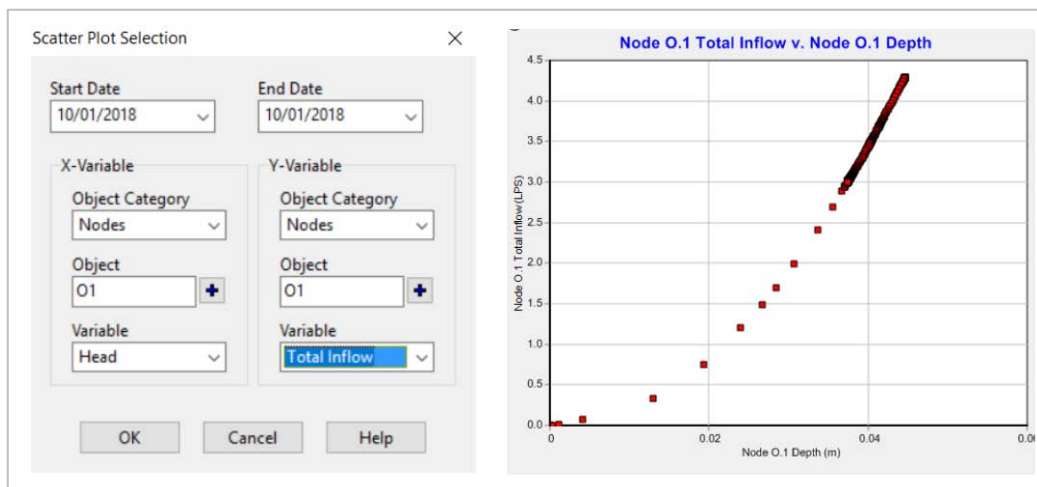 Scatter Plot Selection
Start Date
End Date
10/01/2018
10/01/2018
X-Variable
Y-Variable
Object Category
Object Category
Nodes
Nodes
Object
Object
O1
O1
Variable
Variable
Head
Total Inflow
OK
Cancel
Help
Node O.1 Total Inflow v. Node O.1 Depth
Node O.1 Total Inflow (LPS)
4.5
4.0
3.5
3.0
2.5
2.0
1.5
1.0
0.5
0.0
0
0.02
0.04
Node O.1 Depth (m)